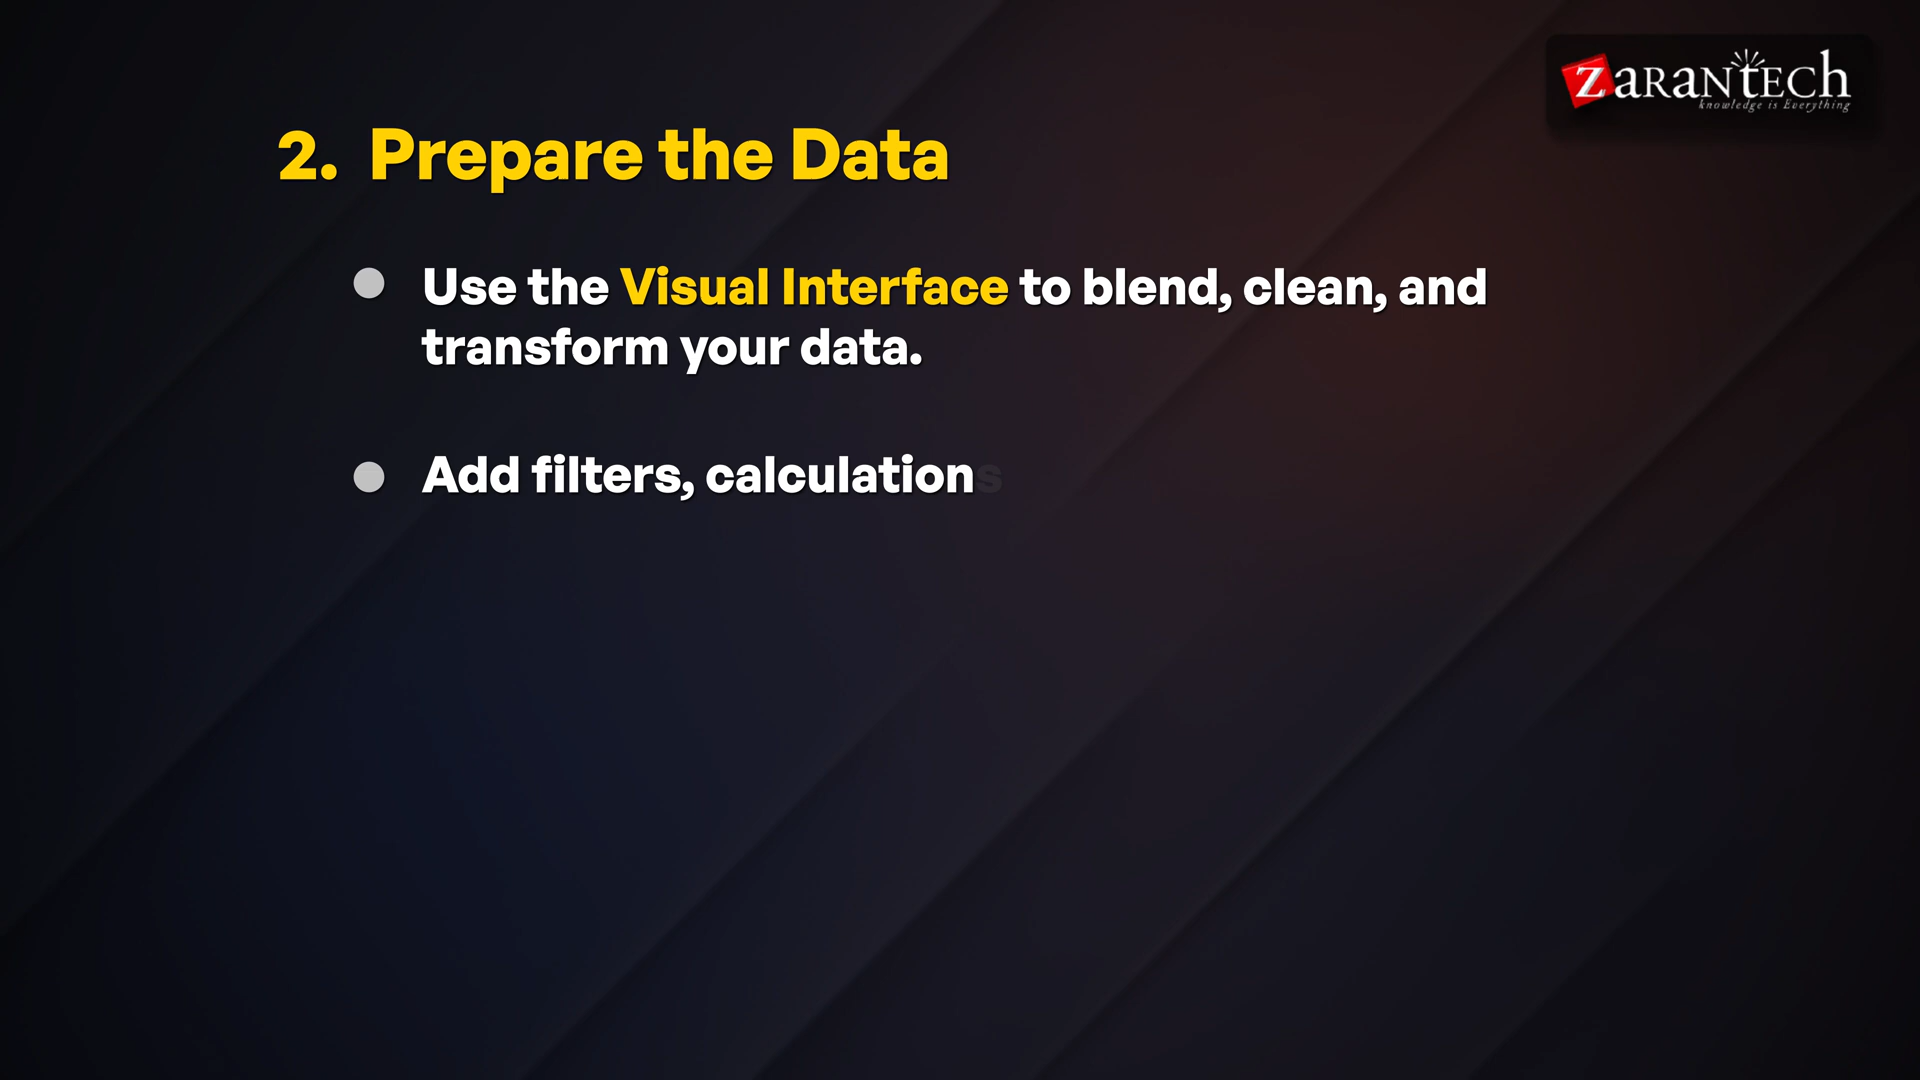 ZARANTECH
knowledge is Everything
2. Prepare the Data
Use the Visual Interface to blend, clean, and
transform your data.
Add filters, calculations